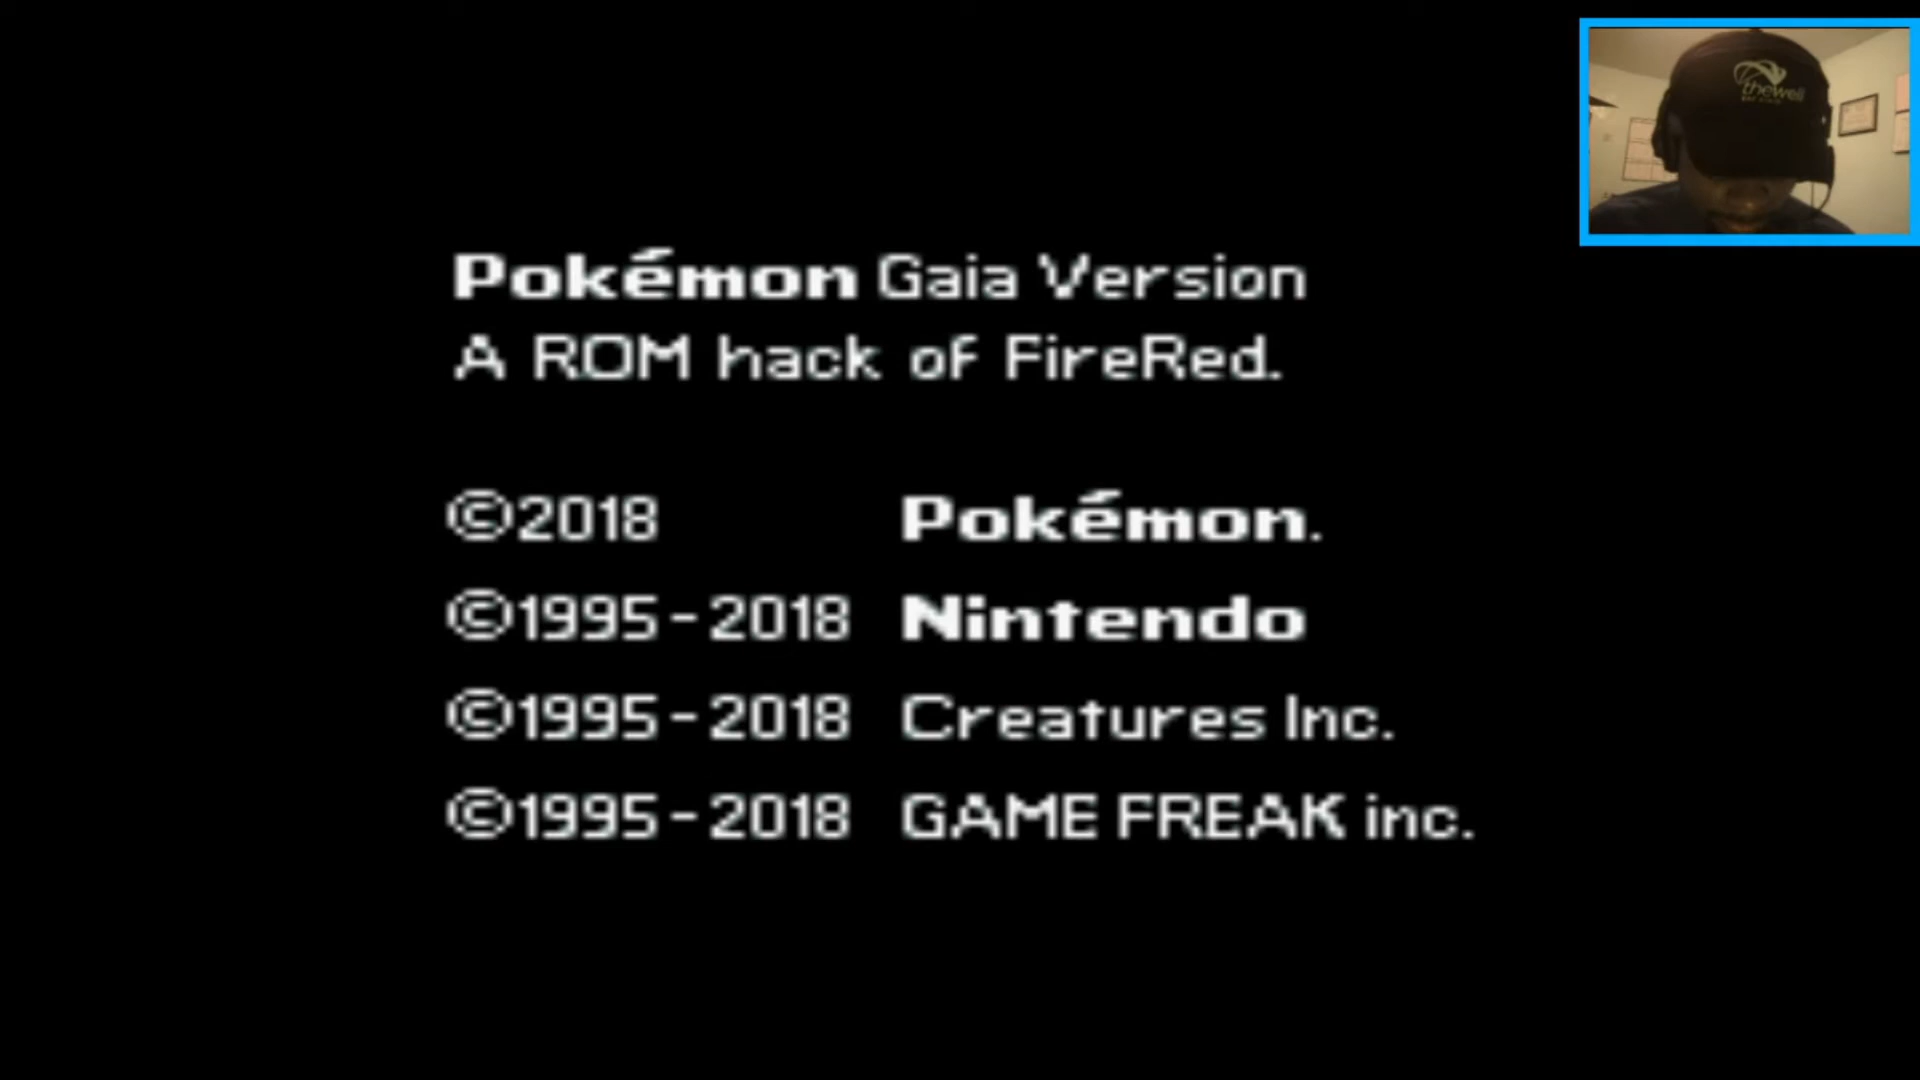 Pokémon Gaia Version
A ROM hack of FireRed.
©2018 Pokémon.
©1995-2018 Nintendo
©1995-2018 Creatures Inc.
©1995-2018 GAME FREAK inc.
thewell